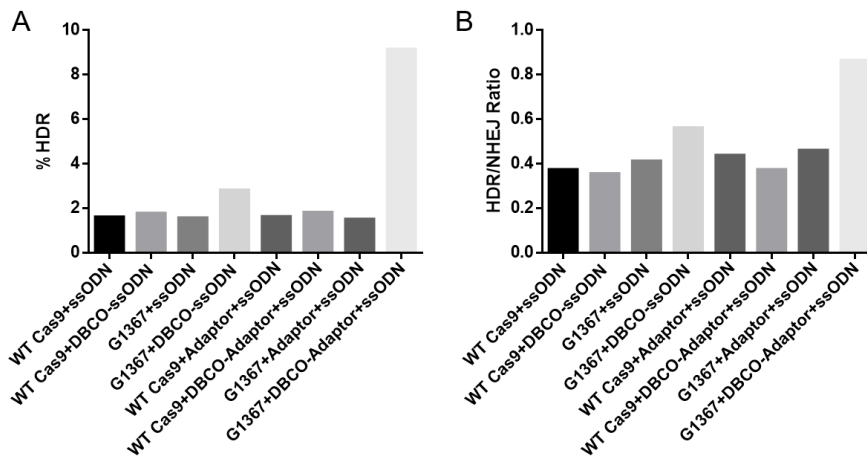 A
% HDR
10
8
6
4
2
0
WT Cas9+ssODN
WT Cas9+DBCO-ssODN
G1367+ssODN
G1367+DBCO-ssODN
WT Cas9+Adaptor+ssODN
WT Cas9+DBCO-Adaptor+ssODN
G1367+Adaptor+ssODN
G1367+DBCO-Adaptor+ssODN
B
HDR/NHEJ Ratio
1.0
0.8
0.6
0.4
0.2
0.0
WT Cas9+ssODN
WT Cas9+DBCO-ssODN
G1367+ssODN
G1367+DBCO-ssODN
WT Cas9+Adaptor+ssODN
WT Cas9+DBCO-Adaptor+ssODN
G1367+Adaptor+ssODN
G1367+DBCO-Adaptor+ssODN